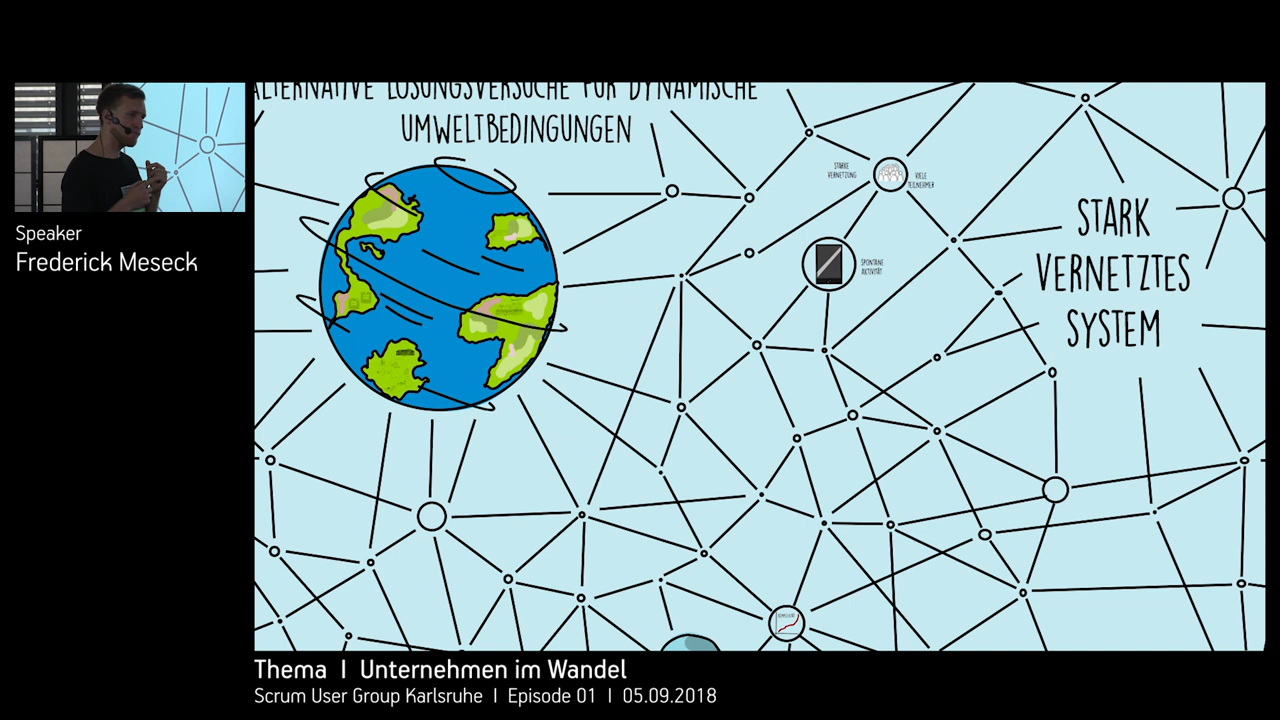 ALTERNATIVE LÖSUNGSVERSUCHE FÜR DYNAMISCHE
UMWELTBEDINGUNGEN
STARKE
VERNETZUNG
VIELE
TEILNEHMER
SPONTANE
AKTIVITÄT
STARK
VERNETZTES
SYSTEM
KOMPLEXITÄT
Speaker
Frederick Meseck
Thema I Unternehmen im Wandel
Scrum User Group Karlsruhe I Episode 01 I 05.09.2018